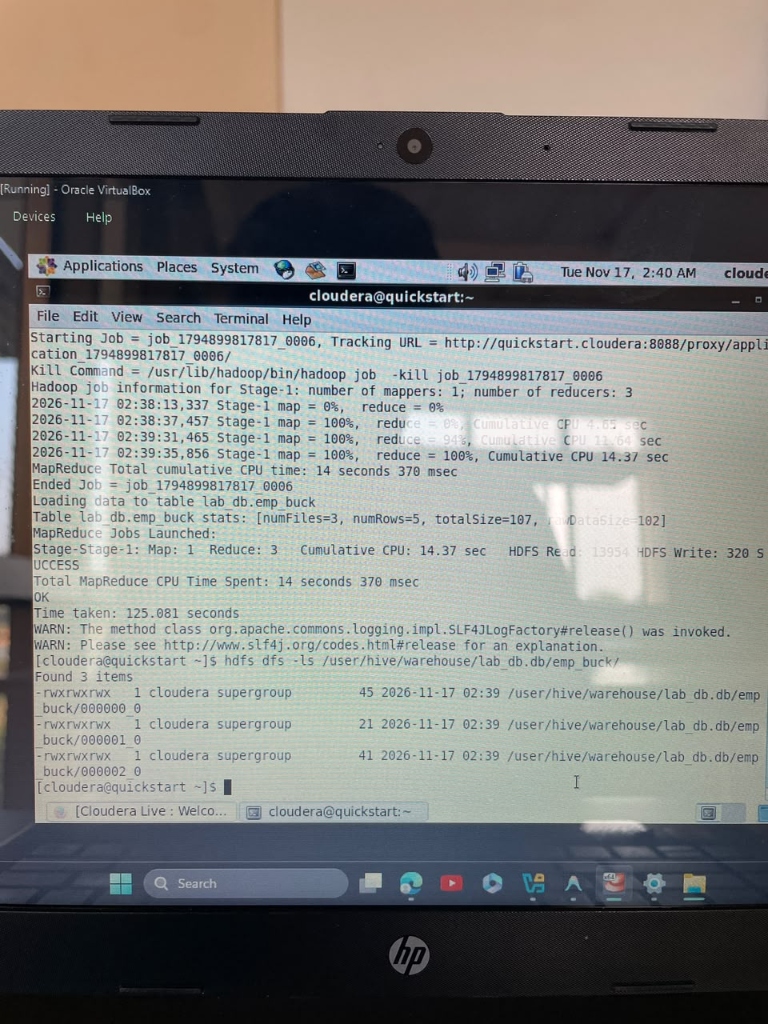 [Running] - Oracle VirtualBox
Devices Help
Applications Places System Tue Nov 17, 2:40 AM cloude
cloudera@quickstart:~
File Edit View Search Terminal Help
Starting Job = job_1794899817817_0006, Tracking URL = http://quickstart.cloudera:8088/proxy/appli
cation_1794899817817_0006/
Kill Command = /usr/lib/hadoop/bin/hadoop job -kill job_1794899817817_0006
Hadoop job information for Stage-1: number of mappers: 1; number of reducers: 3
2026-11-17 02:38:13,337 Stage-1 map = 0%, reduce = 0%
2026-11-17 02:38:37,457 Stage-1 map = 100%, reduce = 0%, Cumulative CPU 4.65 sec
2026-11-17 02:39:31,465 Stage-1 map = 100%, reduce = 94%, Cumulative CPU 11.64 sec
2026-11-17 02:39:35,856 Stage-1 map = 100%, reduce = 100%, Cumulative CPU 14.37 sec
MapReduce Total cumulative CPU time: 14 seconds 370 msec
Ended Job = job_1794899817817_0006
Loading data to table lab_db.emp_buck
Table lab_db.emp_buck stats: [numFiles=3, numRows=5, totalSize=107, rawDataSize=102]
MapReduce Jobs Launched:
Stage-Stage-1: Map: 1 Reduce: 3 Cumulative CPU: 14.37 sec HDFS Read: 13954 HDFS Write: 320 S
UCCESS
Total MapReduce CPU Time Spent: 14 seconds 370 msec
OK
Time taken: 125.081 seconds
WARN: The method class org.apache.commons.logging.impl.SLF4JLogFactory#release() was invoked.
WARN: Please see http://www.slf4j.org/codes.html#release for an explanation.
[cloudera@quickstart ~]$ hdfs dfs -ls /user/hive/warehouse/lab_db.db/emp_buck/
Found 3 items
-rwxrwxrwx 1 cloudera supergroup 45 2026-11-17 02:39 /user/hive/warehouse/lab_db.db/emp
_buck/000000_0
-rwxrwxrwx 1 cloudera supergroup 21 2026-11-17 02:39 /user/hive/warehouse/lab_db.db/emp
_buck/000001_0
-rwxrwxrwx 1 cloudera supergroup 41 2026-11-17 02:39 /user/hive/warehouse/lab_db.db/emp
_buck/000002_0
[cloudera@quickstart ~]$
[Cloudera Live : Welco... cloudera@quickstart:~
Search
hp